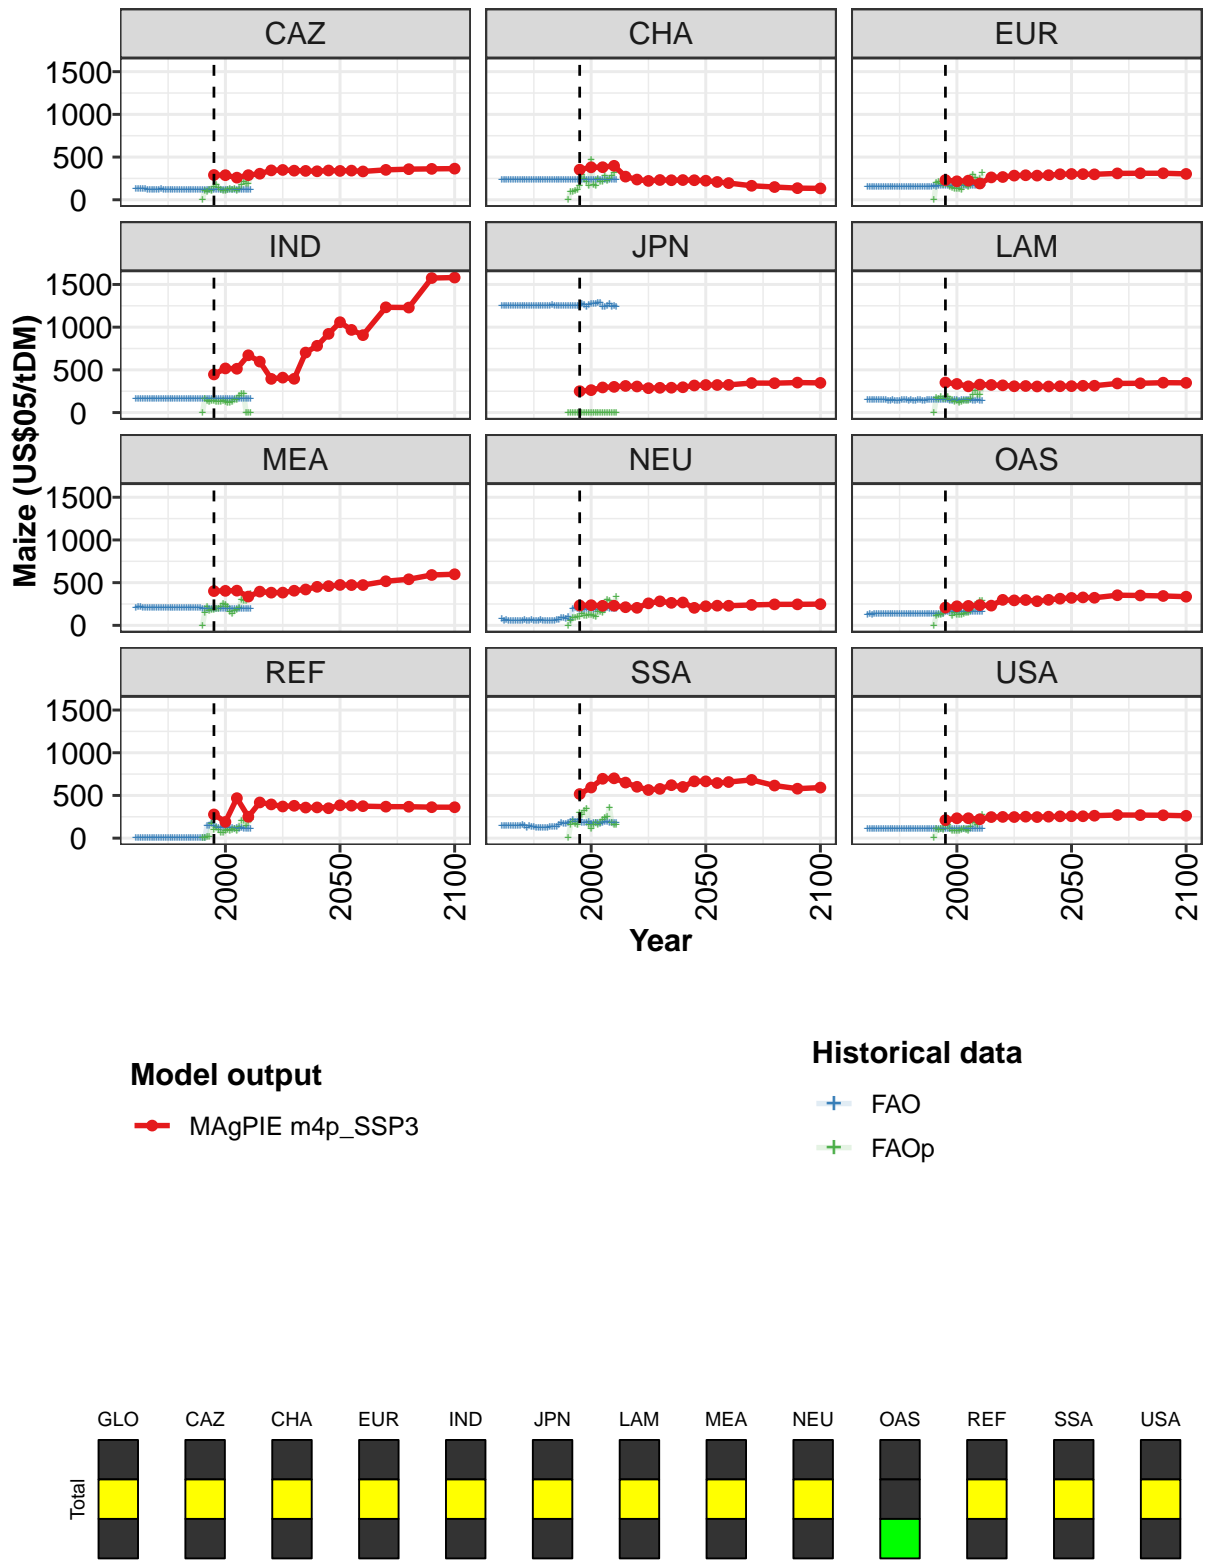 CAZ CHA EUR
1500
1000
500
0
IND JPN LAM
1500
1000
500
0
MEA NEU OAS
1500
1000
500
0
REF SSA USA
1500
1000
500
0
Maize (US$05/tDM)
2000 2050 2100 2000 2050 2100 2000 2050 2100
Year
Model output
MAgPIE m4p_SSP3
Historical data
FAO
FAOp
GLO CAZ CHA EUR IND JPN LAM MEA NEU OAS REF SSA USA
Total